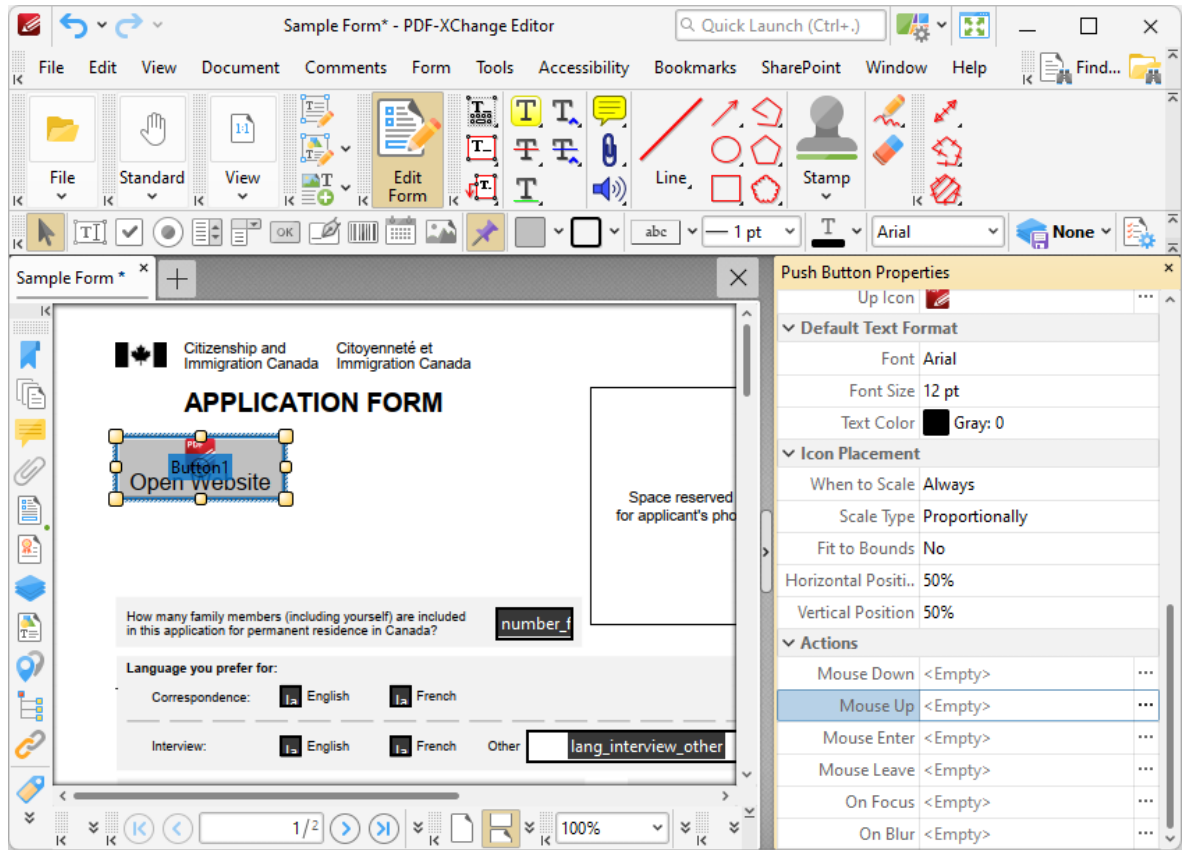 Sample Form* - PDF-XChange Editor
Quick Launch (Ctrl+.)
File Edit View Document Comments Form Tools Accessibility Bookmarks SharePoint Window Help
Find...
File
Standard
View
Edit Form
Line
Stamp
OK
abc
1 pt
Arial
None
Sample Form *
Push Button Properties
Citizenship and Immigration Canada
Citoyenneté et Immigration Canada
APPLICATION FORM
Button1
Open Website
Space reserved
for applicant's pho
How many family members (including yourself) are included
in this application for permanent residence in Canada?
number_f
Language you prefer for:
Correspondence: la English la French
Interview: la English la French Other lang_interview_other
1/2
100%
Up Icon
Default Text Format
Font Arial
Font Size 12 pt
Text Color Gray: 0
Icon Placement
When to Scale Always
Scale Type Proportionally
Fit to Bounds No
Horizontal Positi.. 50%
Vertical Position 50%
Actions
Mouse Down <Empty>
Mouse Up <Empty>
Mouse Enter <Empty>
Mouse Leave <Empty>
On Focus <Empty>
On Blur <Empty>